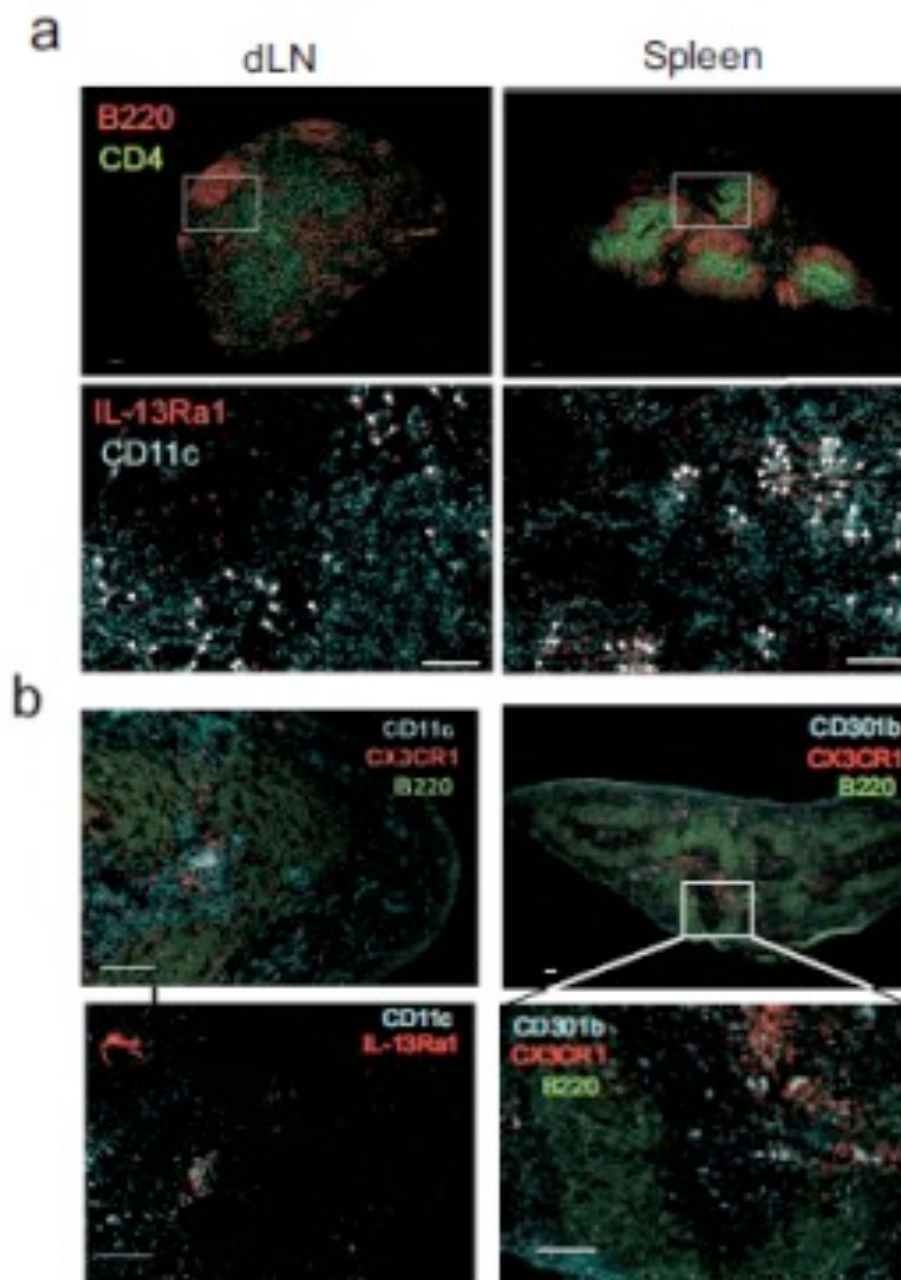 a
dLN
Spleen
B220
CD4
IL-13Ra1
CD11c
b
CD11c
CX3CR1
B220
CD301b
CX3CR1
B220
CD11c
IL-13Ra1
CD301b
CX3CR1
B220